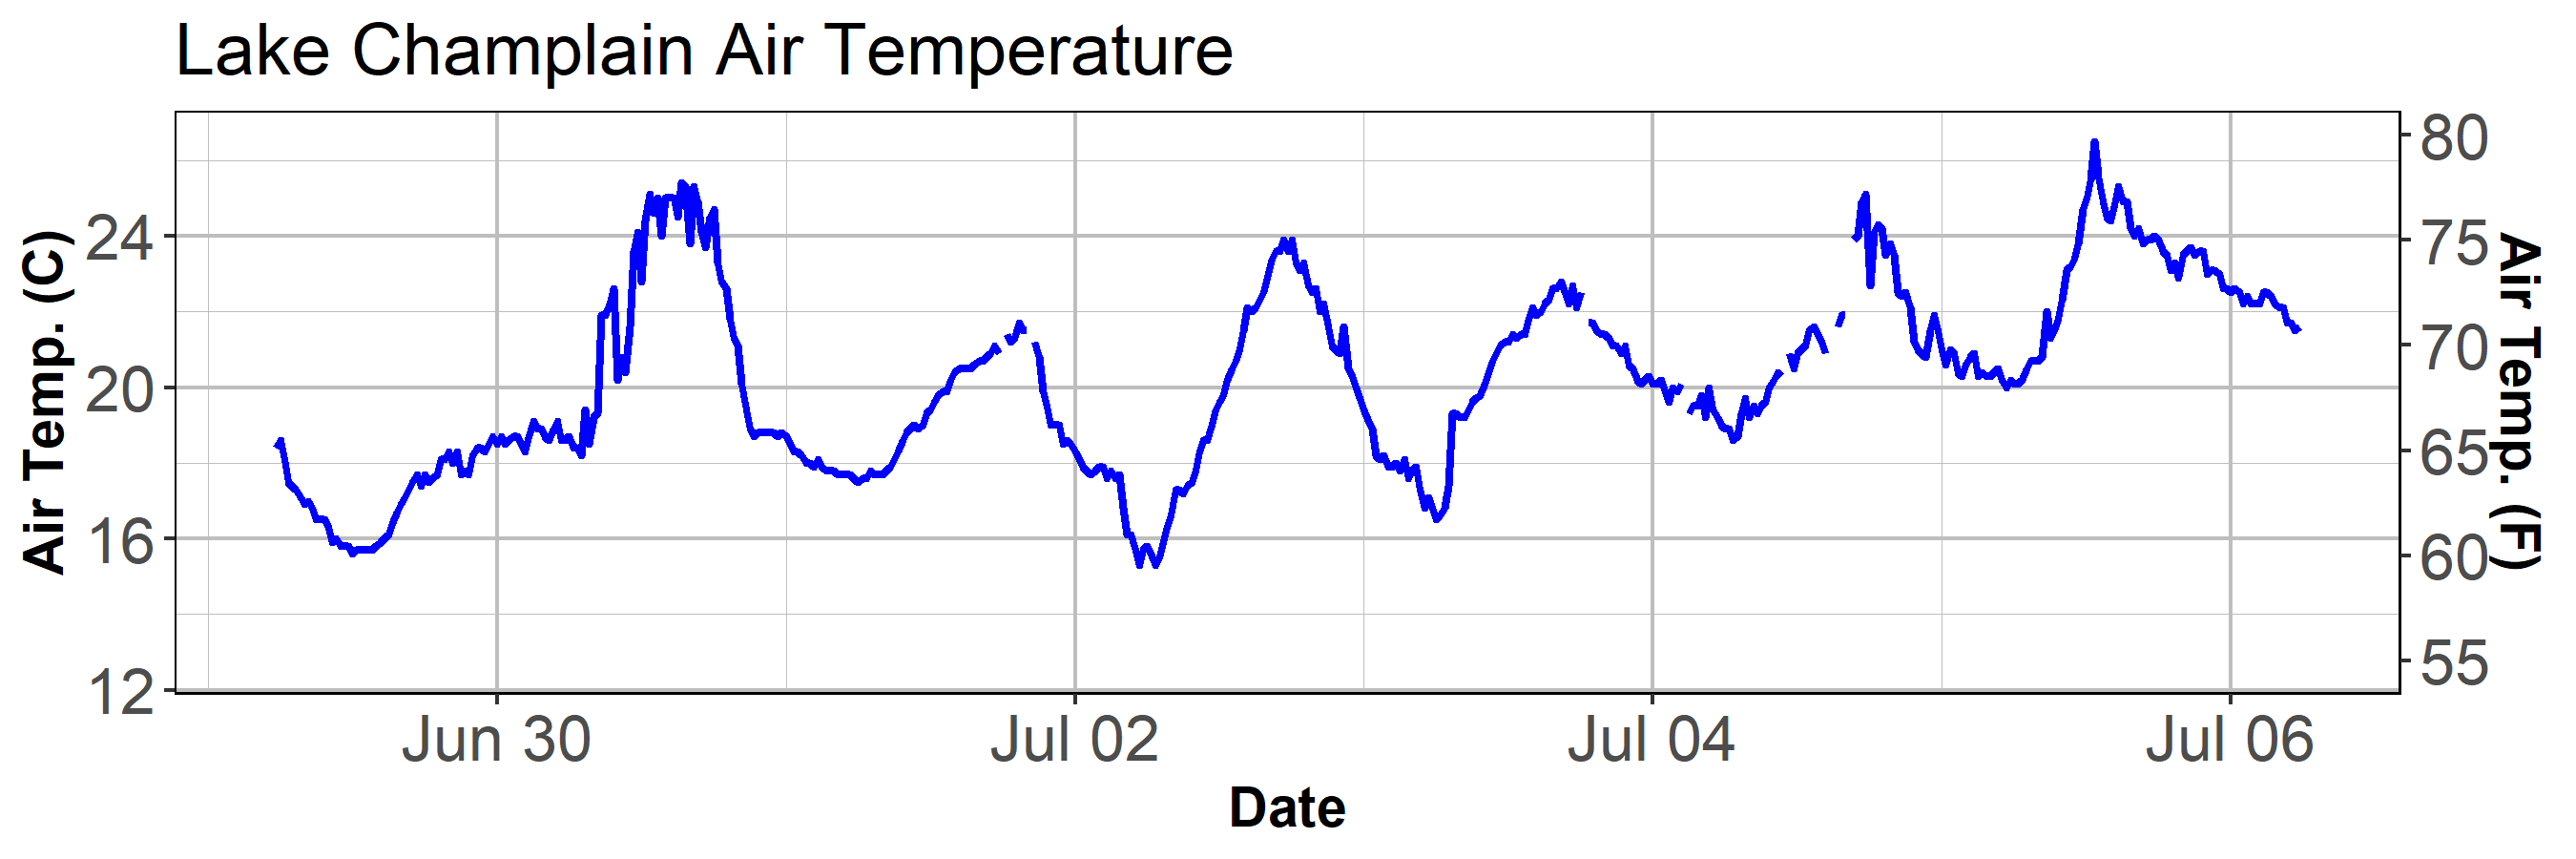 Lake Champlain Air Temperature
Air Temp. (C)
24
20
16
12
80
75
70
65
60
55
Air Temp. (F)
Jun 30
Jul 02
Jul 04
Jul 06
Date